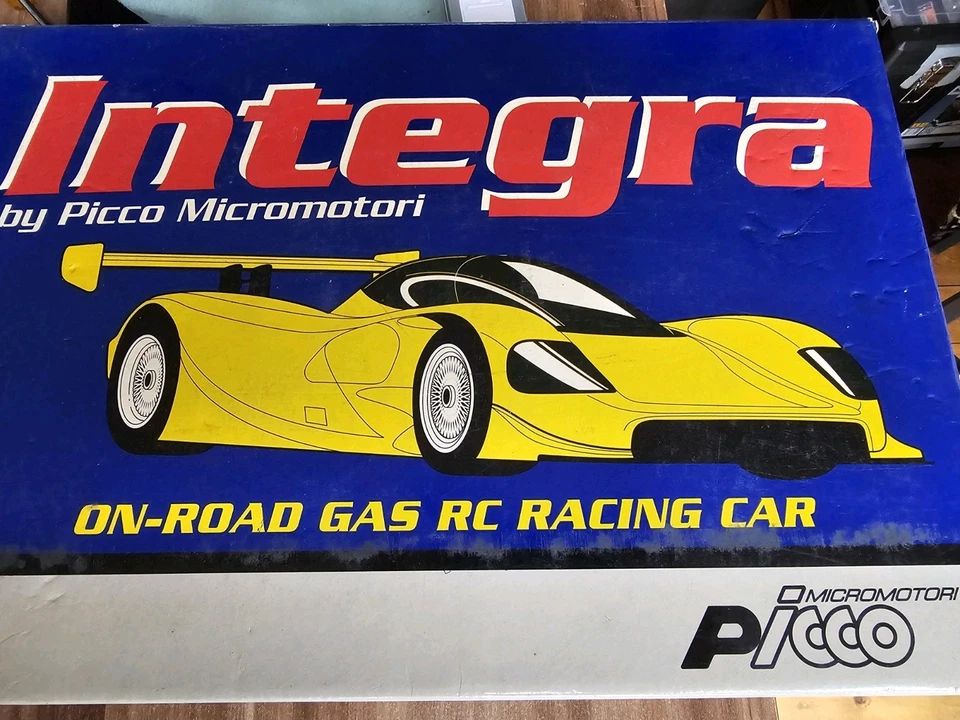 Integra
by Picco Micromotori
ON-ROAD GAS RC RACING CAR
MICROMOTORI
Picco